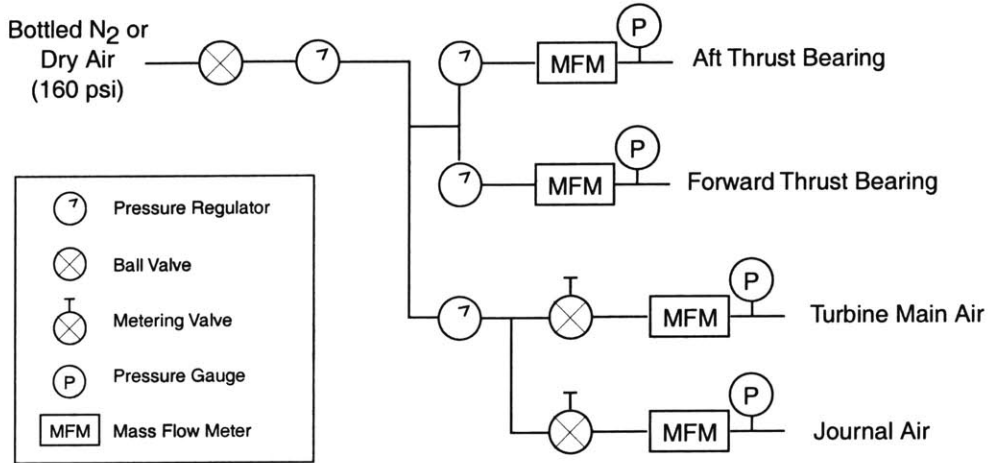 Bottled N2 or
Dry Air
(160 psi)
P
MFM
Aft Thrust Bearing
P
MFM
Forward Thrust Bearing
Pressure Regulator
Ball Valve
Metering Valve
P
Pressure Gauge
MFM
Mass Flow Meter
P
MFM
Turbine Main Air
P
MFM
Journal Air